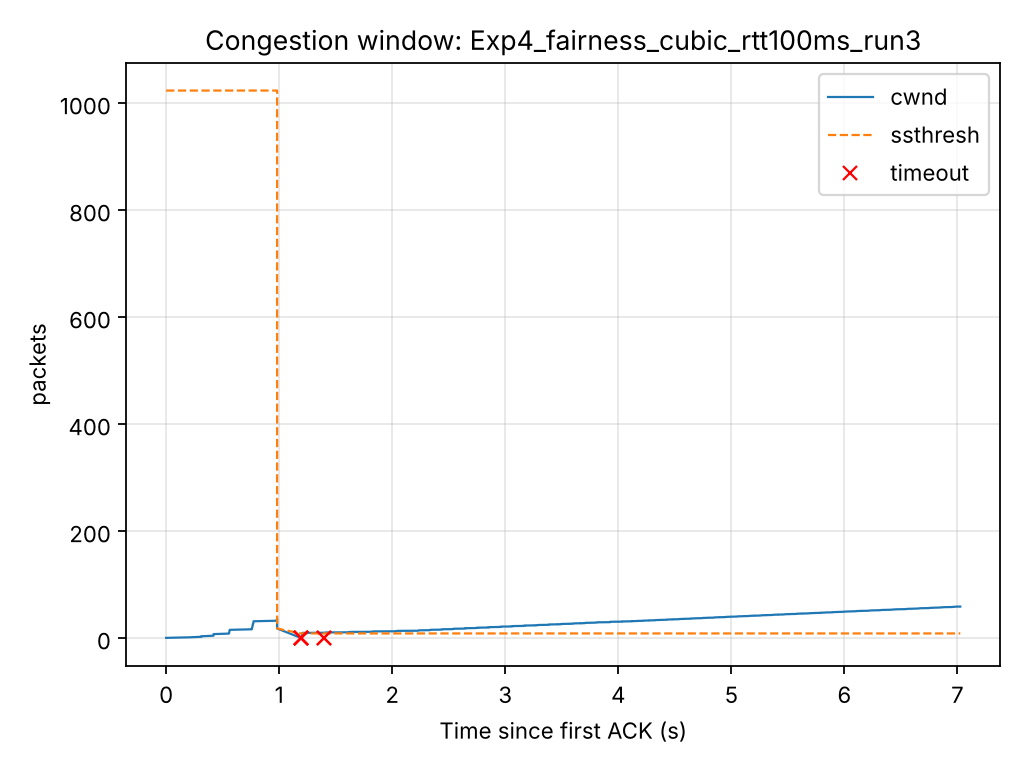 Congestion window: Exp4_fairness_cubic_rtt100ms_run3
cwnd
ssthresh
timeout
packets
1000
800
600
400
200
0
0 1 2 3 4 5 6 7
Time since first ACK (s)